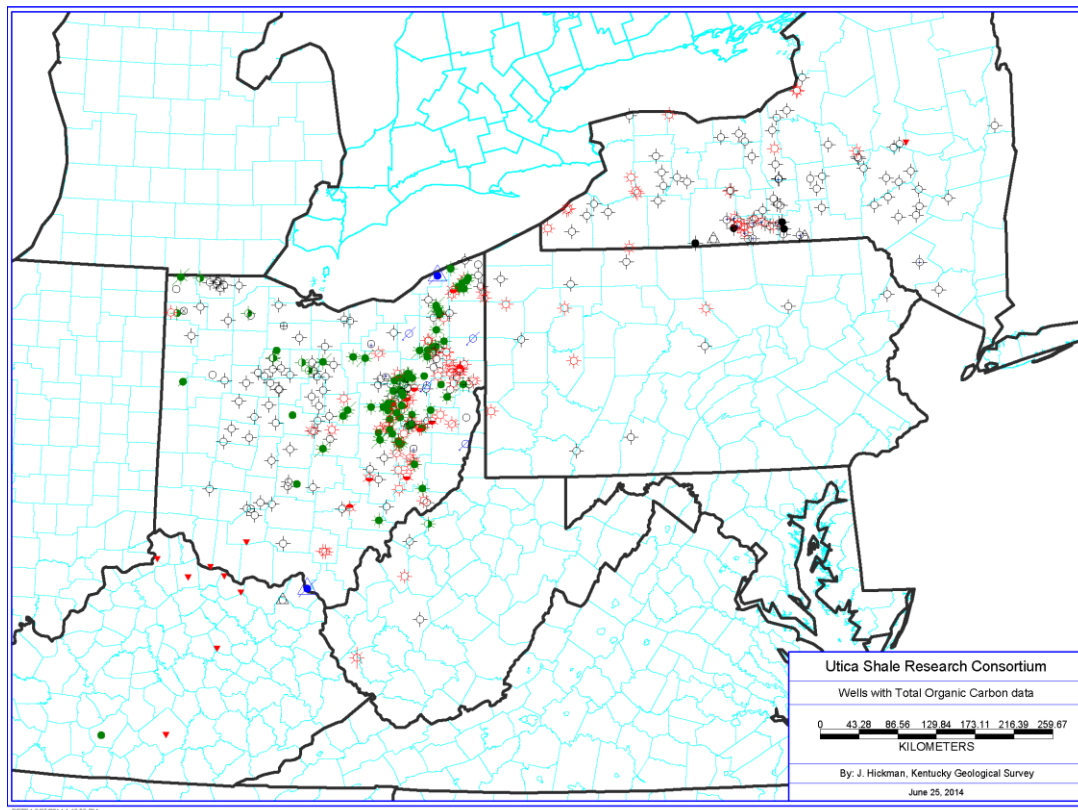 Utica Shale Research Consortium
Wells with Total Organic Carbon data
0 43.28 86.56 129.84 173.11 216.39 259.67
KILOMETERS
By: J. Hickman, Kentucky Geological Survey
June 25, 2014